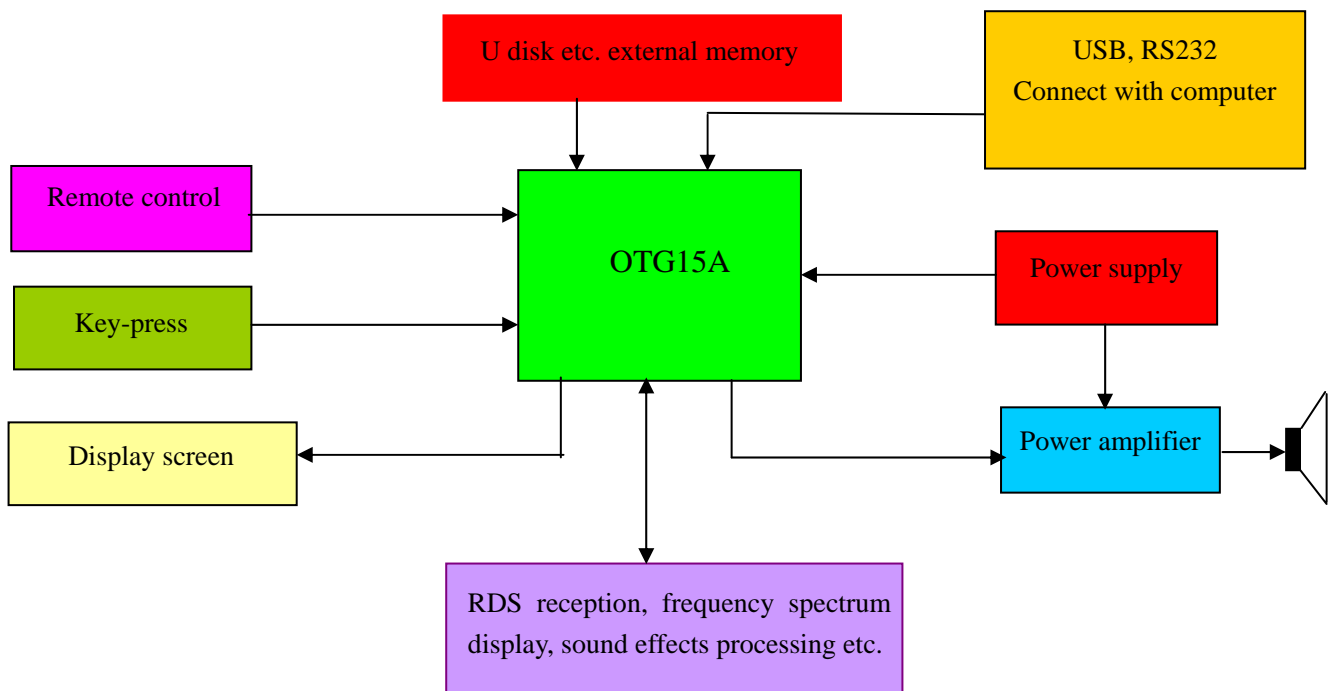 U disk etc. external memory
USB, RS232
Connect with computer
Remote control
OTG15A
Power supply
Key-press
Display screen
Power amplifier
RDS reception, frequency spectrum
display, sound effects processing etc.